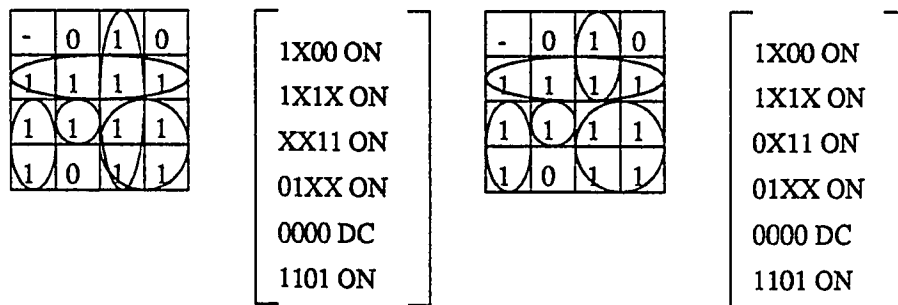 - 0 1 0
1 1 1 1
1 1 1 1
1 0 1 1
1X00 ON
1X1X ON
XX11 ON
01XX ON
0000 DC
1101 ON
- 0 1 0
1 1 1 1
1 1 1 1
1 0 1 1
1X00 ON
1X1X ON
0X11 ON
01XX ON
0000 DC
1101 ON